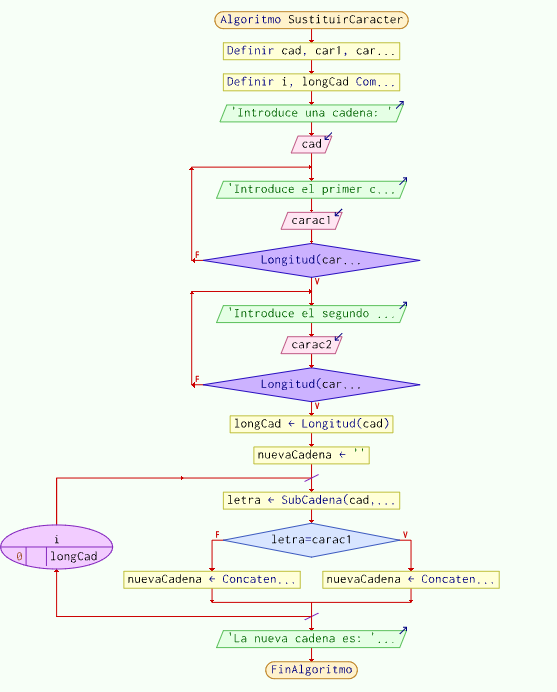 Algoritmo SustituirCaracter
Definir cad, car1, car...
Definir i, longCad Com...
'Introduce una cadena: '
cad
'Introduce el primer c...
carac1
Longitud(car...
F
V
'Introduce el segundo ...
carac2
Longitud(car...
F
V
longCad ← Longitud(cad)
nuevaCadena ← ''
letra ← SubCadena(cad,...
i
0 longCad
F letra=carac1 V
nuevaCadena ← Concaten... nuevaCadena ← Concaten...
'La nueva cadena es: '...
FinAlgoritmo